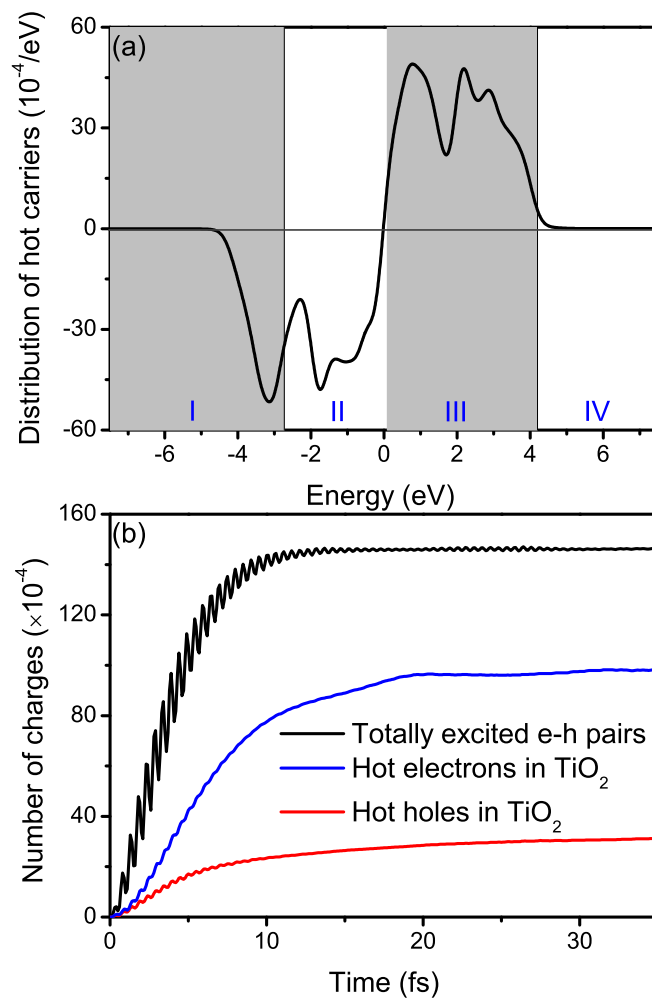 (a)
Distribution of hot carriers (10⁻⁴/eV)
60
30
0
-30
-60
I II III IV
-6 -4 -2 0 2 4 6
Energy (eV)
(b)
Number of charges (×10⁻⁴)
160
120
80
40
0
Totally excited e-h pairs
Hot electrons in TiO₂
Hot holes in TiO₂
0 10 20 30
Time (fs)